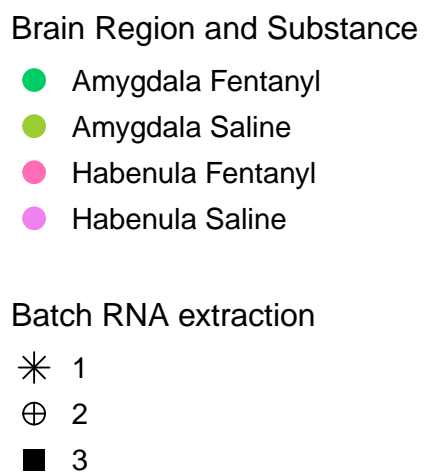 Brain Region and Substance
Amygdala Fentanyl
Amygdala Saline
Habenula Fentanyl
Habenula Saline
Batch RNA extraction
1
2
3